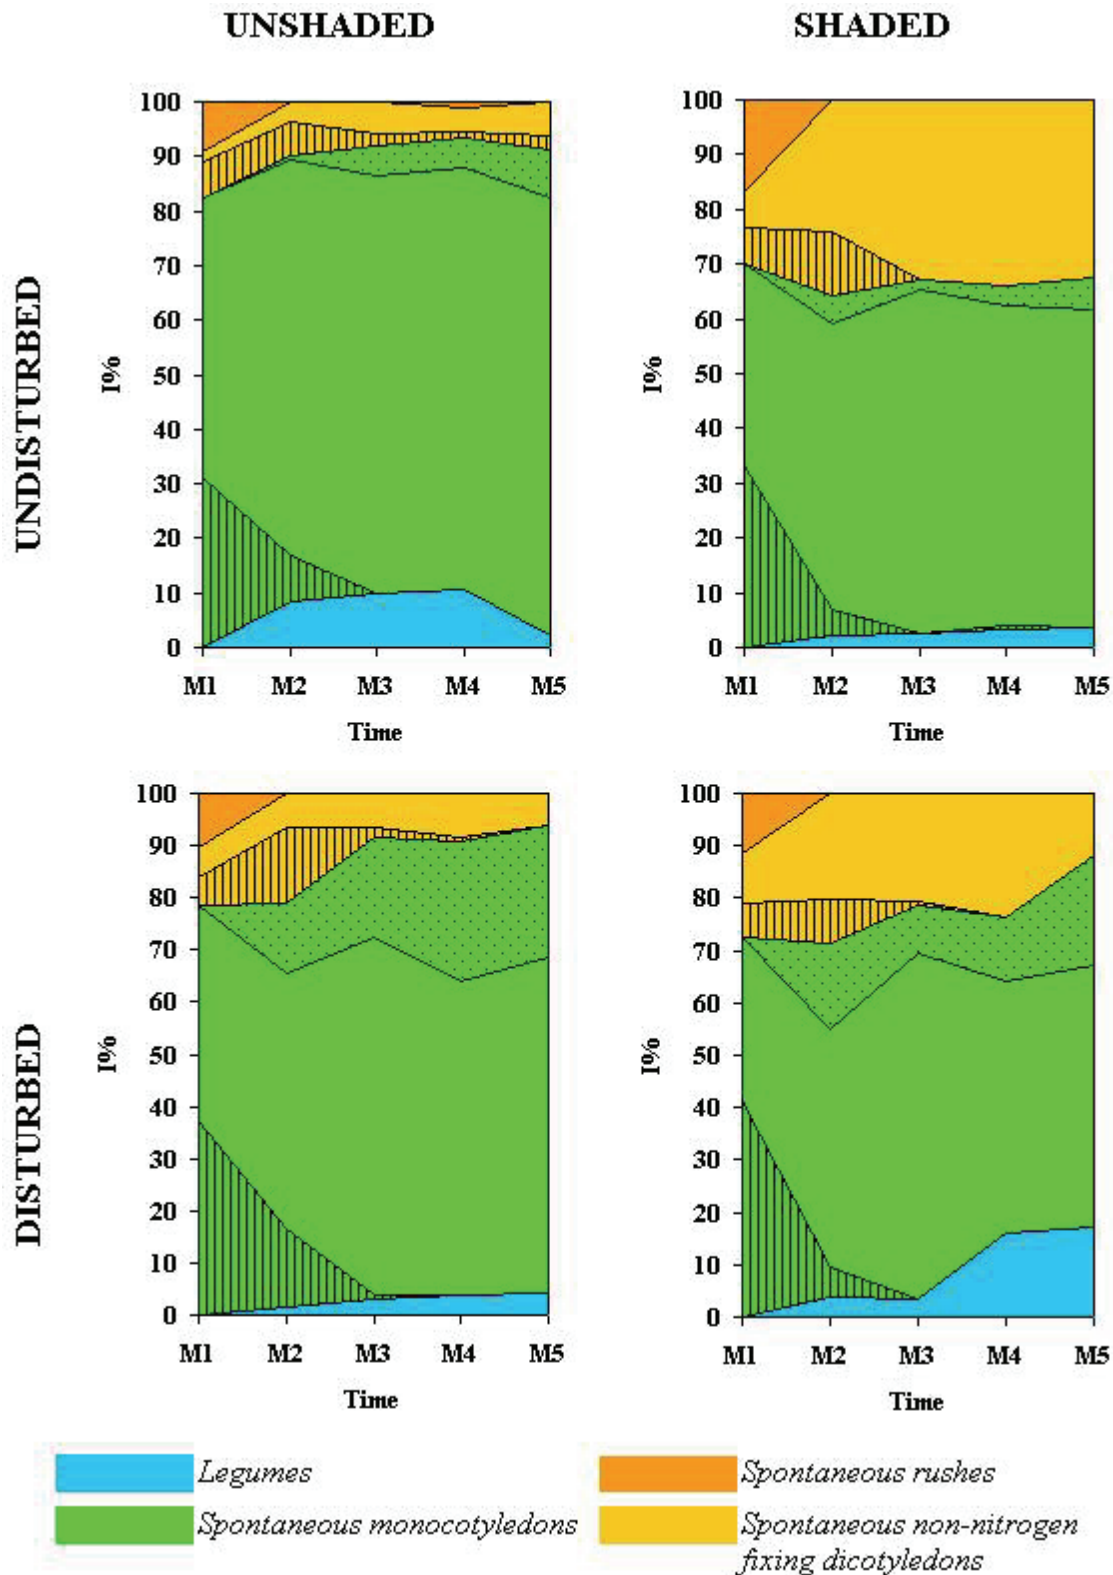 UNSHADED
SHADED
UNDISTURBED
I%
100
90
80
70
60
50
40
30
20
10
0
M1 M2 M3 M4 M5
Time
I%
100
90
80
70
60
50
40
30
20
10
0
M1 M2 M3 M4 M5
Time
DISTURBED
I%
100
90
80
70
60
50
40
30
20
10
0
M1 M2 M3 M4 M5
Time
I%
100
90
80
70
60
50
40
30
20
10
0
M1 M2 M3 M4 M5
Time
Legumes
Spontaneous monocotyledons
Spontaneous rushes
Spontaneous non-nitrogen
fixing dicotyledons